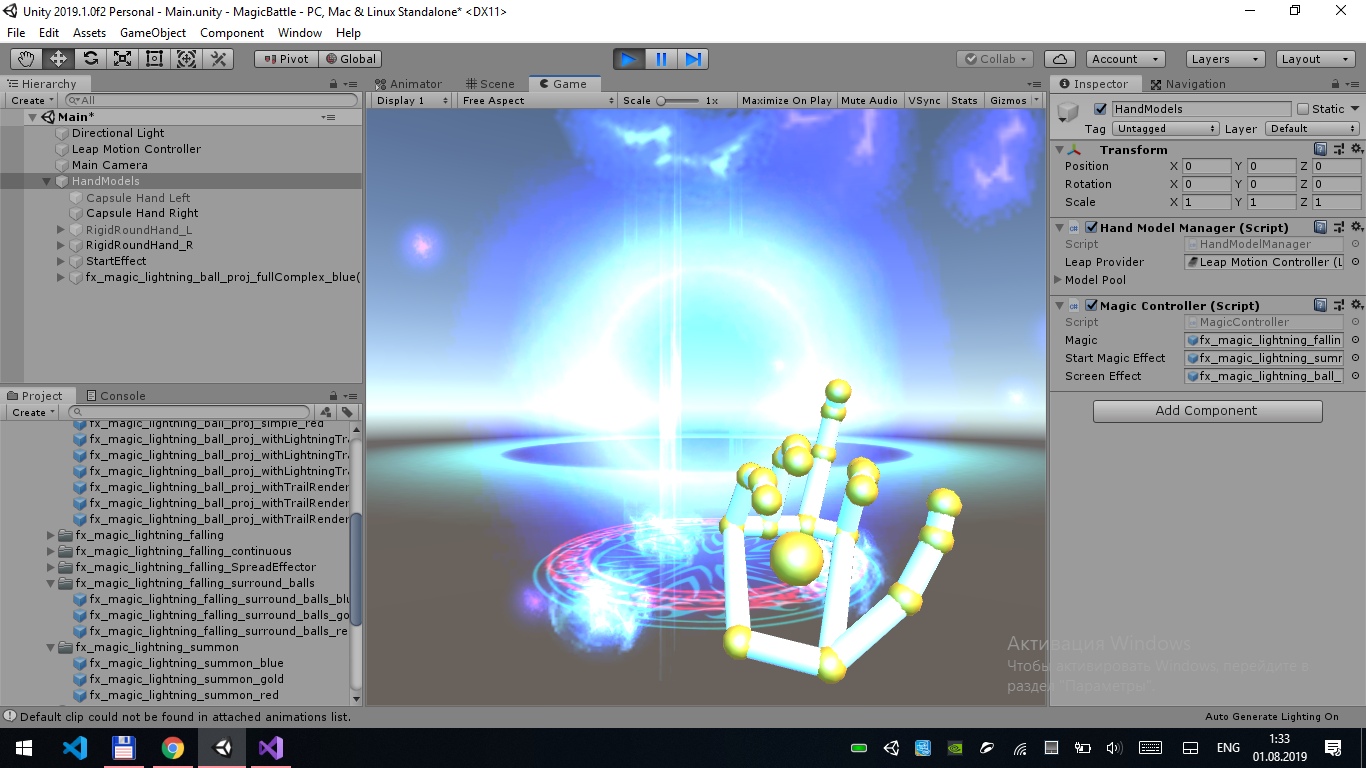 Unity 2019.1.0f2 Personal - Main.unity - MagicBattle - PC, Mac & Linux Standalone* <DX11>
File Edit Assets GameObject Component Window Help
Pivot Global Collab Account Layers Layout
Hierarchy
Create All
Main*
Directional Light
Leap Motion Controller
Main Camera
HandModels
Capsule Hand Left
Capsule Hand Right
RigidRoundHand_L
RigidRoundHand_R
StartEffect
fx_magic_lightning_ball_proj_fullComplex_blue(
Project Console
Create
fx_magic_lightning_ball_proj_simple_red
fx_magic_lightning_ball_proj_withLightningTr
fx_magic_lightning_ball_proj_withLightningTr
fx_magic_lightning_ball_proj_withLightningTr
fx_magic_lightning_ball_proj_withTrailRender
fx_magic_lightning_ball_proj_withTrailRender
fx_magic_lightning_ball_proj_withTrailRender
fx_magic_lightning_falling
fx_magic_lightning_falling_continuous
fx_magic_lightning_falling_SpreadEffector
fx_magic_lightning_falling_surround_balls
fx_magic_lightning_falling_surround_balls_blu
fx_magic_lightning_falling_surround_balls_go
fx_magic_lightning_falling_surround_balls_re
fx_magic_lightning_summon
fx_magic_lightning_summon_blue
fx_magic_lightning_summon_gold
fx_magic_lightning_summon_red
Animator Scene Game
Display 1 Free Aspect Scale 1x Maximize On Play Mute Audio VSync Stats Gizmos
Inspector Navigation
HandModels Static
Tag Untagged Layer Default
Transform
Position X 0 Y 0 Z 0
Rotation X 0 Y 0 Z 0
Scale X 1 Y 1 Z 1
Hand Model Manager (Script)
Script HandModelManager
Leap Provider Leap Motion Controller (L
Model Pool
Magic Controller (Script)
Script MagicController
Magic fx_magic_lightning_fallin
Start Magic Effect fx_magic_lightning_summ
Screen Effect fx_magic_lightning_ball_
Add Component
Активация Windows
Чтобы активировать Windows, перейдите в
раздел "Параметры".
Default clip could not be found in attached animations list.
Auto Generate Lighting On
ENG
1:33
01.08.2019